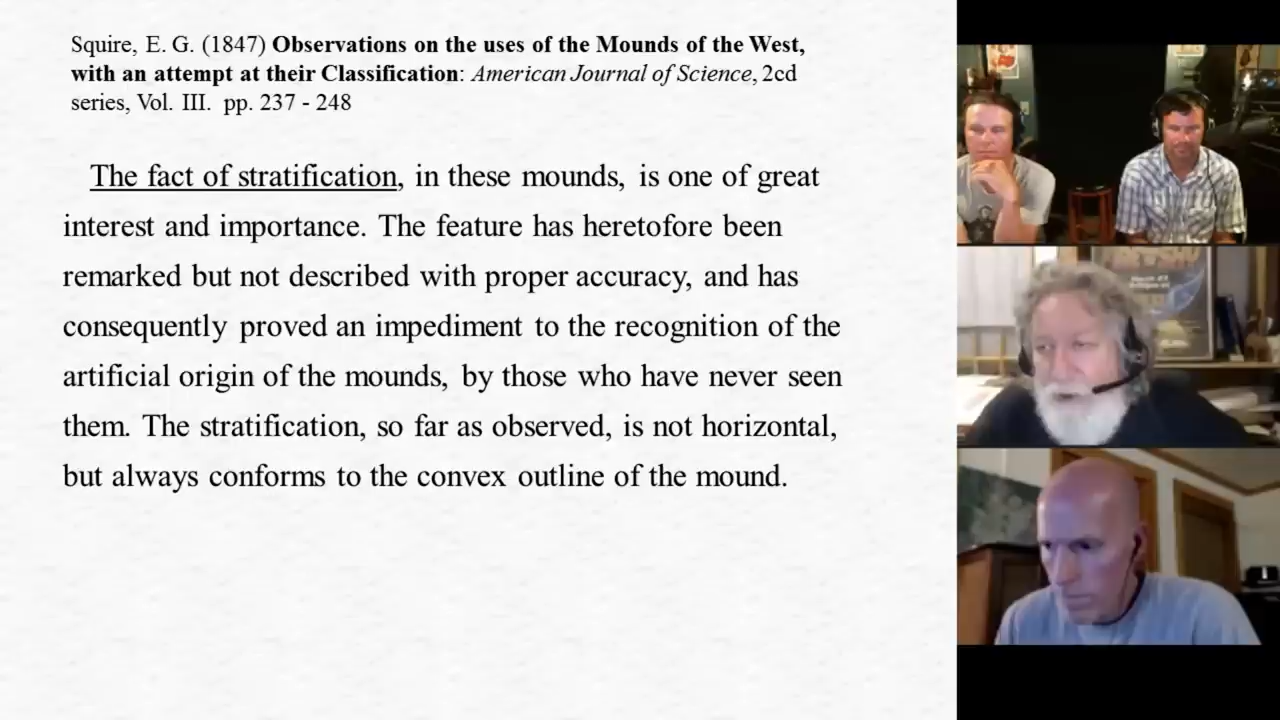 Squire, E. G. (1847) Observations on the uses of the Mounds of the West,
with an attempt at their Classification: American Journal of Science, 2cd
series, Vol. III. pp. 237 - 248
The fact of stratification, in these mounds, is one of great
interest and importance. The feature has heretofore been
remarked but not described with proper accuracy, and has
consequently proved an impediment to the recognition of the
artificial origin of the mounds, by those who have never seen
them. The stratification, so far as observed, is not horizontal,
but always conforms to the convex outline of the mound.